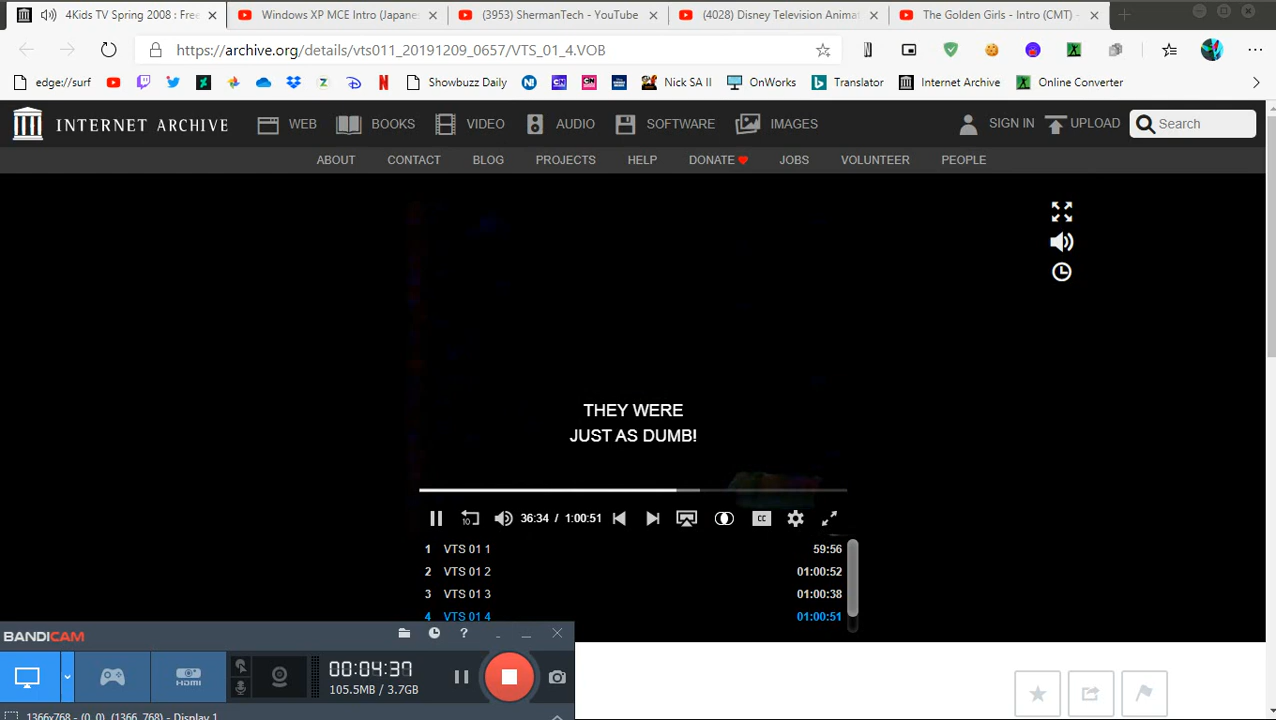 4Kids TV Spring 2008 : Free
Windows XP MCE Intro (Japanes
(3953) ShermanTech - YouTube
(4028) Disney Television Animat
The Golden Girls - Intro (CMT) -
https://archive.org/details/vts011_20191209_0657/VTS_01_4.VOB
edge://surf
Showbuzz Daily
Nick SA II
OnWorks
Translator
Internet Archive
Online Converter
INTERNET ARCHIVE
WEB
BOOKS
VIDEO
AUDIO
SOFTWARE
IMAGES
SIGN IN
UPLOAD
Search
ABOUT
CONTACT
BLOG
PROJECTS
HELP
DONATE
JOBS
VOLUNTEER
PEOPLE
THEY WERE
JUST AS DUMB!
10
36:34 / 1:00:51
CC
1 VTS 01 1 59:56
2 VTS 01 2 01:00:52
3 VTS 01 3 01:00:38
4 VTS 01 4 01:00:51
BANDICAM
HDMI
00:04:37
105.5MB / 3.7GB
1366x768 - (0, 0), (1366, 768) - Display 1